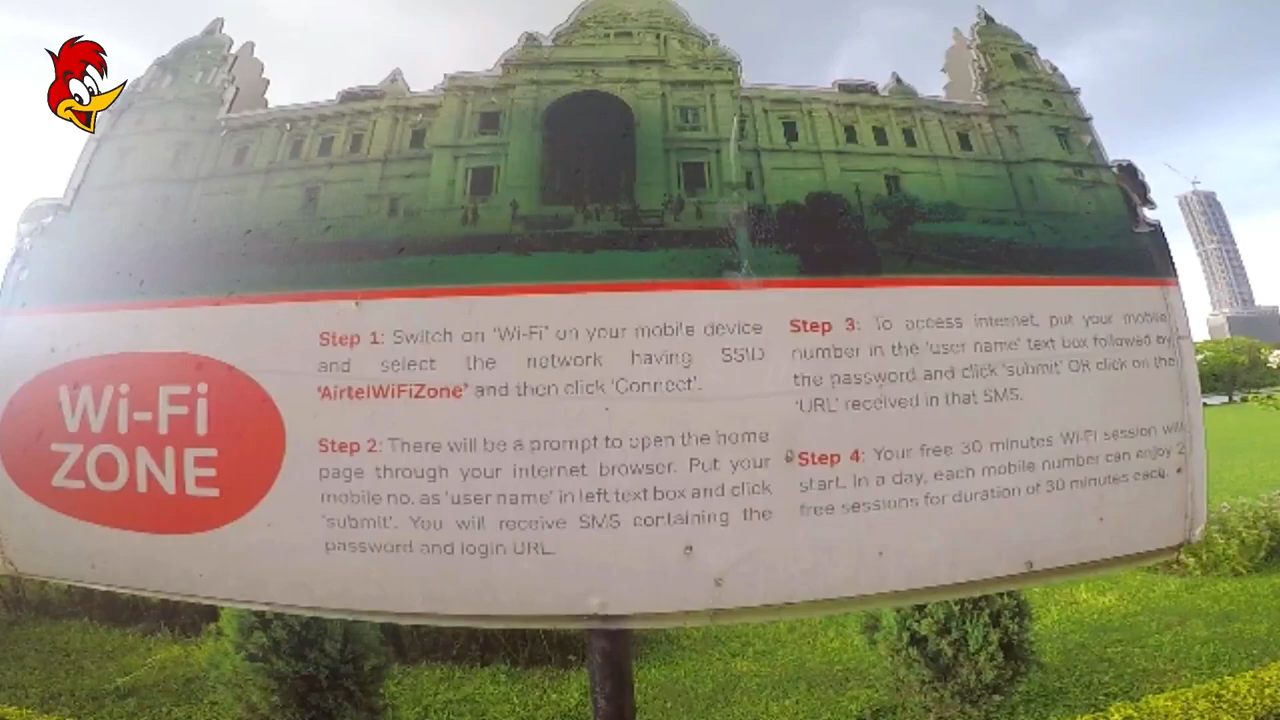 Wi-Fi
ZONE
Step 1: Switch on 'Wi-Fi' on your mobile device
and select the network having SSID
'AirtelWiFiZone' and then click 'Connect'.
Step 2: There will be a prompt to open the home
page through your internet browser. Put your
mobile no. as 'user name' in left text box and click
'submit'. You will receive SMS containing the
password and login URL.
Step 3: To access internet, put your mobile
number in the 'user name' text box followed by
the password and click 'submit' OR click on the
'URL' received in that SMS.
Step 4: Your free 30 minutes Wi-Fi session will
start. In a day, each mobile number can enjoy 2
free sessions for duration of 30 minutes each.